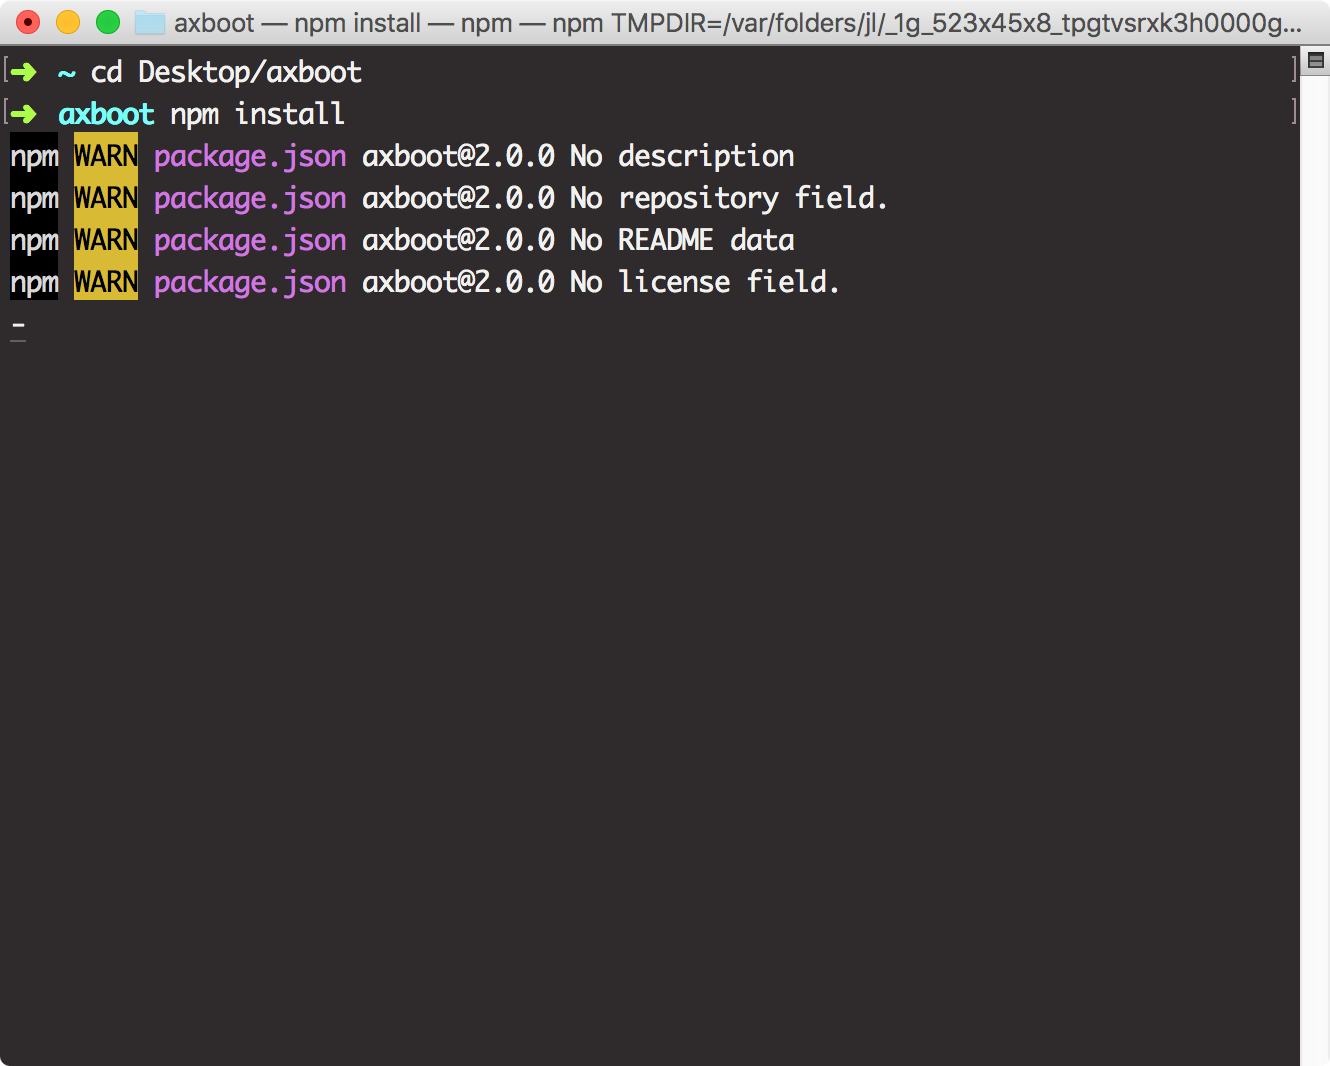 axboot — npm install — npm — npm TMPDIR=/var/folders/jl/_1g_523x45x8_tpgtvsrxk3h0000g...
➜ ~ cd Desktop/axboot
➜ axboot npm install
npm WARN package.json axboot@2.0.0 No description
npm WARN package.json axboot@2.0.0 No repository field.
npm WARN package.json axboot@2.0.0 No README data
npm WARN package.json axboot@2.0.0 No license field.
-